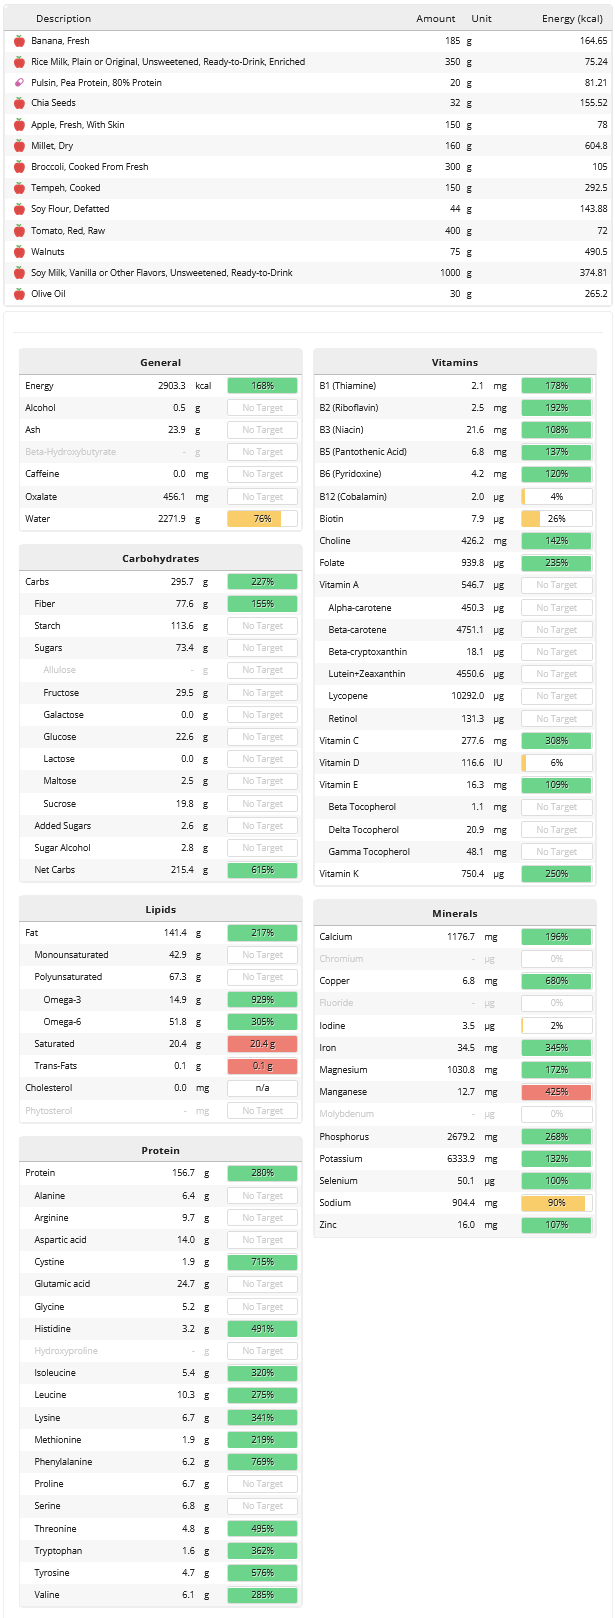 Description Amount Unit Energy (kcal)
Banana, Fresh 185 g 164.65
Rice Milk, Plain or Original, Unsweetened, Ready-to-Drink, Enriched 350 g 75.24
Pulsin, Pea Protein, 80% Protein 20 g 81.21
Chia Seeds 32 g 155.52
Apple, Fresh, With Skin 150 g 78
Millet, Dry 160 g 604.8
Broccoli, Cooked From Fresh 300 g 105
Tempeh, Cooked 150 g 292.5
Soy Flour, Defatted 44 g 143.88
Tomato, Red, Raw 400 g 72
Walnuts 75 g 490.5
Soy Milk, Vanilla or Other Flavors, Unsweetened, Ready-to-Drink 1000 g 374.81
Olive Oil 30 g 265.2
General
Energy 2903.3 kcal 168%
Alcohol 0.5 g No Target
Ash 23.9 g No Target
Beta-Hydroxybutyrate - g No Target
Caffeine 0.0 mg No Target
Oxalate 456.1 mg No Target
Water 2271.9 g 76%
Carbohydrates
Carbs 295.7 g 227%
Fiber 77.6 g 155%
Starch 113.6 g No Target
Sugars 73.4 g No Target
Allulose - g No Target
Fructose 29.5 g No Target
Galactose 0.0 g No Target
Glucose 22.6 g No Target
Lactose 0.0 g No Target
Maltose 2.5 g No Target
Sucrose 19.8 g No Target
Added Sugars 2.6 g No Target
Sugar Alcohol 2.8 g No Target
Net Carbs 215.4 g 615%
Lipids
Fat 141.4 g 217%
Monounsaturated 42.9 g No Target
Polyunsaturated 67.3 g No Target
Omega-3 14.9 g 929%
Omega-6 51.8 g 305%
Saturated 20.4 g 20.4 g
Trans-Fats 0.1 g 0.1 g
Cholesterol 0.0 mg n/a
Phytosterol - mg No Target
Protein
Protein 156.7 g 280%
Alanine 6.4 g No Target
Arginine 9.7 g No Target
Aspartic acid 14.0 g No Target
Cystine 1.9 g 715%
Glutamic acid 24.7 g No Target
Glycine 5.2 g No Target
Histidine 3.2 g 491%
Hydroxyproline - g No Target
Isoleucine 5.4 g 320%
Leucine 10.3 g 275%
Lysine 6.7 g 341%
Methionine 1.9 g 219%
Phenylalanine 6.2 g 769%
Proline 6.7 g No Target
Serine 6.8 g No Target
Threonine 4.8 g 495%
Tryptophan 1.6 g 362%
Tyrosine 4.7 g 576%
Valine 6.1 g 285%
Vitamins
B1 (Thiamine) 2.1 mg 178%
B2 (Riboflavin) 2.5 mg 192%
B3 (Niacin) 21.6 mg 108%
B5 (Pantothenic Acid) 6.8 mg 137%
B6 (Pyridoxine) 4.2 mg 120%
B12 (Cobalamin) 2.0 µg 4%
Biotin 7.9 µg 26%
Choline 426.2 mg 142%
Folate 939.8 µg 235%
Vitamin A 546.7 µg No Target
Alpha-carotene 450.3 µg No Target
Beta-carotene 4751.1 µg No Target
Beta-cryptoxanthin 18.1 µg No Target
Lutein+Zeaxanthin 4550.6 µg No Target
Lycopene 10292.0 µg No Target
Retinol 131.3 µg No Target
Vitamin C 277.6 mg 308%
Vitamin D 116.6 IU 6%
Vitamin E 16.3 mg 109%
Beta Tocopherol 1.1 mg No Target
Delta Tocopherol 20.9 mg No Target
Gamma Tocopherol 48.1 mg No Target
Vitamin K 750.4 µg 250%
Minerals
Calcium 1176.7 mg 196%
Chromium - µg 0%
Copper 6.8 mg 680%
Fluoride - µg 0%
Iodine 3.5 µg 2%
Iron 34.5 mg 345%
Magnesium 1030.8 mg 172%
Manganese 12.7 mg 425%
Molybdenum - µg 0%
Phosphorus 2679.2 mg 268%
Potassium 6333.9 mg 132%
Selenium 50.1 µg 100%
Sodium 904.4 mg 90%
Zinc 16.0 mg 107%